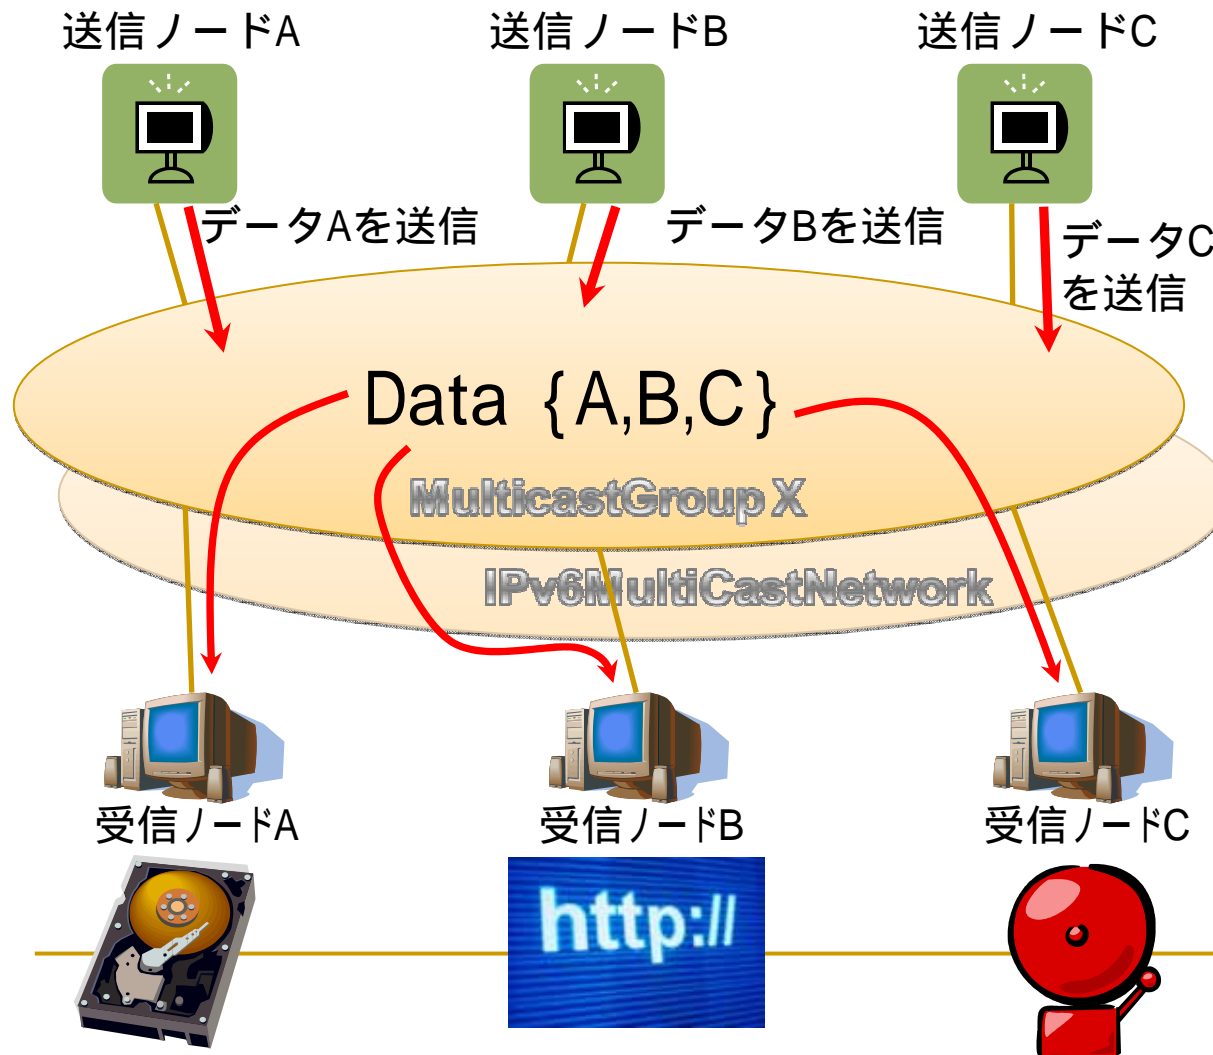 送信ノードA 送信ノードB 送信ノードC
データAを送信 データBを送信 データC
を送信
Data {A,B,C}
MulticastGroup X
IPv6MultiCastNetwork
受信ノードA 受信ノードB 受信ノードC
http://